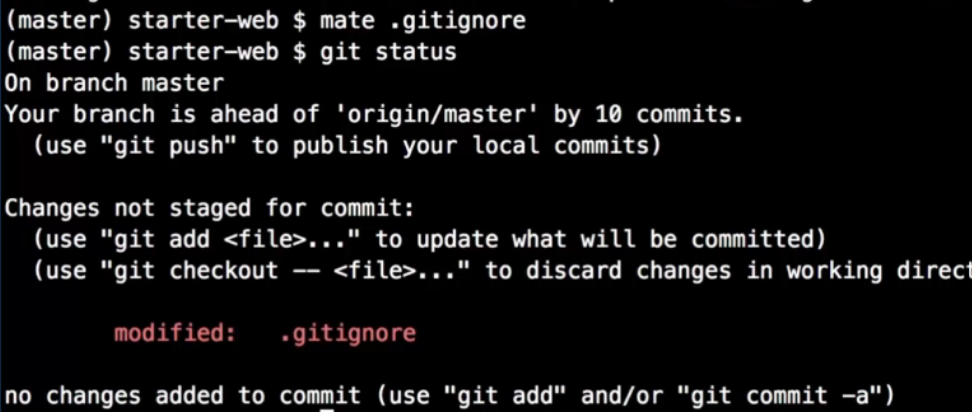 (master) starter-web $ mate .gitignore
(master) starter-web $ git status
On branch master
Your branch is ahead of 'origin/master' by 10 commits.
  (use "git push" to publish your local commits)
Changes not staged for commit:
  (use "git add <file>..." to update what will be committed)
  (use "git checkout -- <file>..." to discard changes in working direct
        modified:   .gitignore
no changes added to commit (use "git add" and/or "git commit -a")